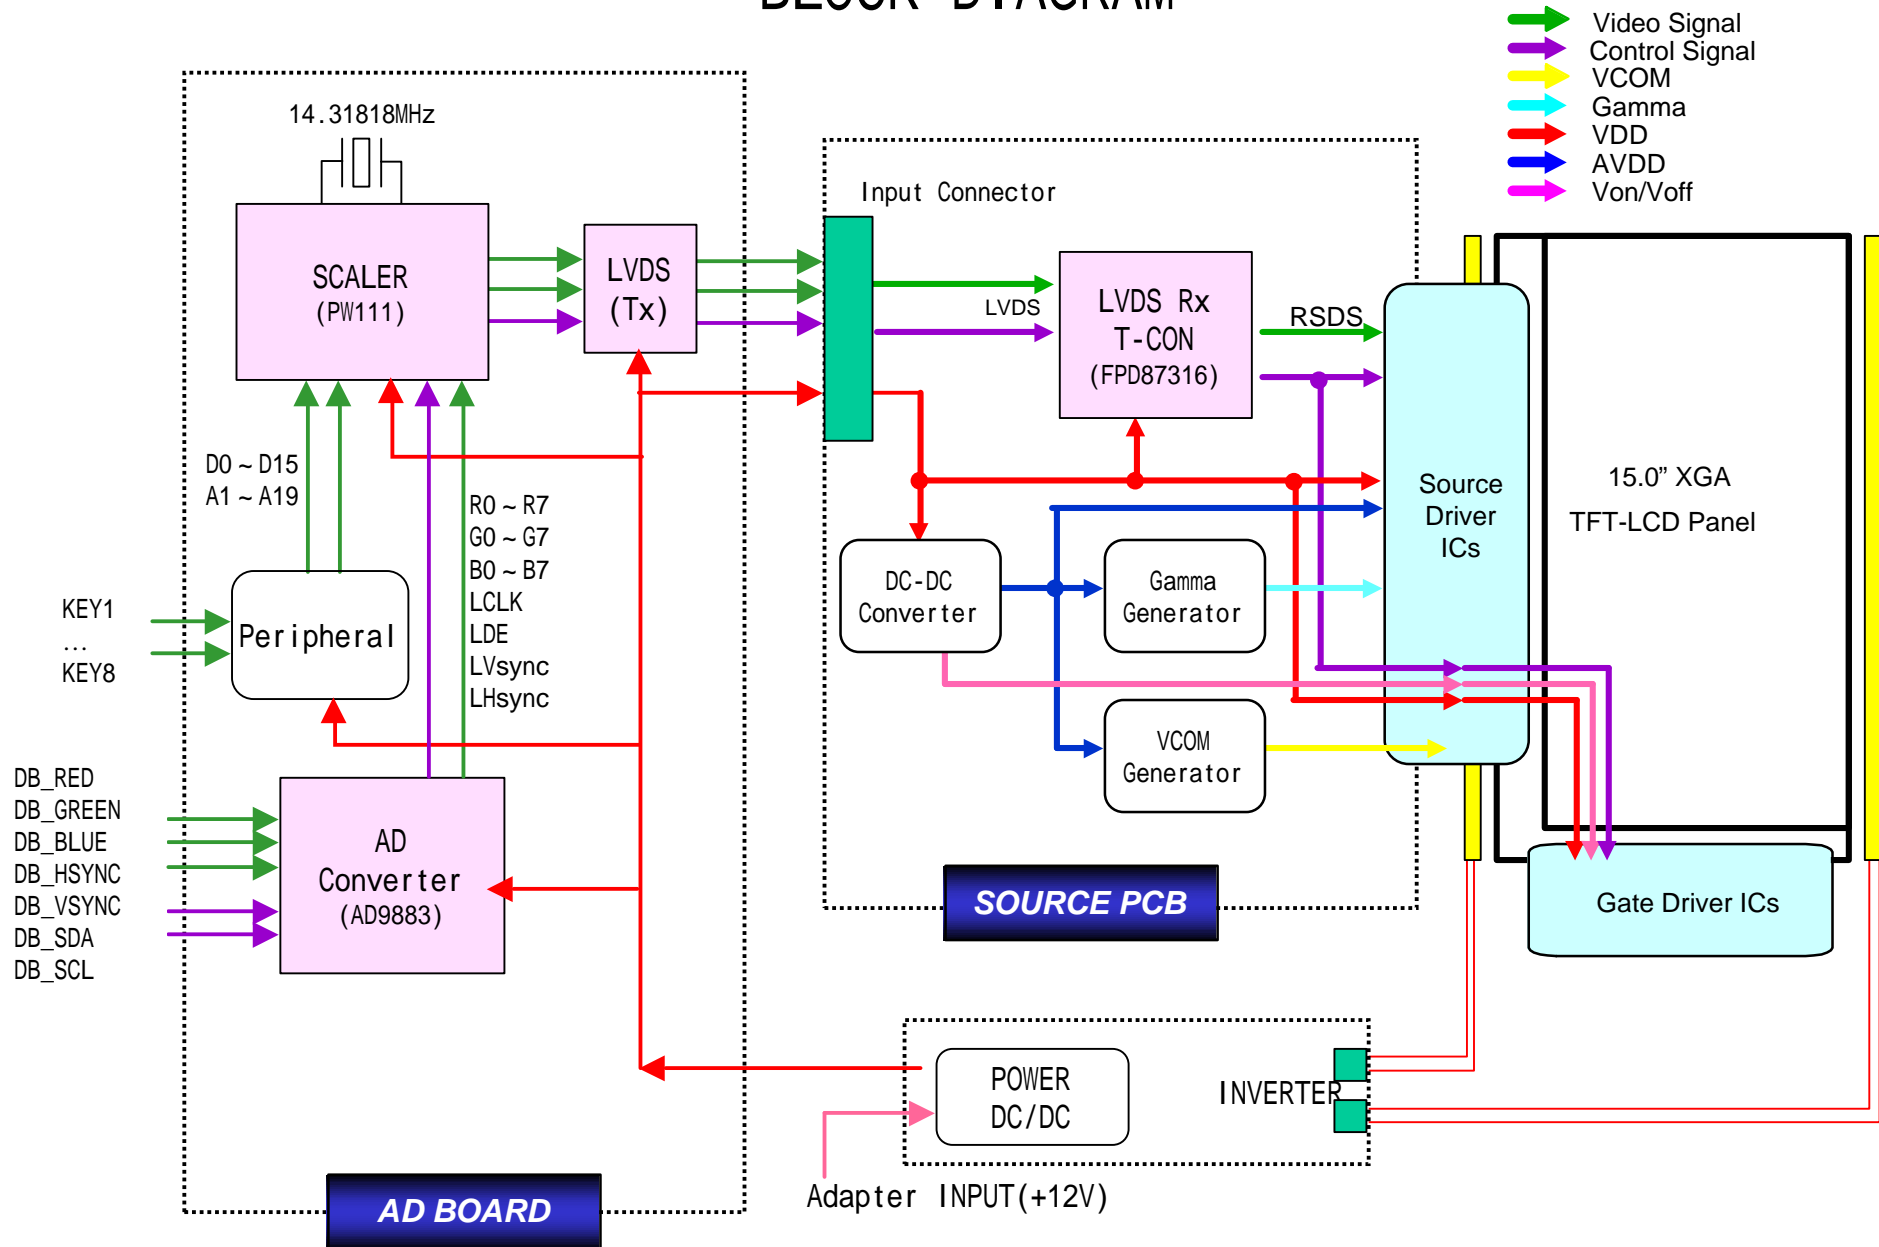 BLOCK DIAGRAM
Video Signal
Control Signal
VCOM
Gamma
VDD
AVDD
Von/Voff
14.31818MHz
SCALER
(PW111)
LVDS
(Tx)
D0 ~ D15
A1 ~ A19
R0 ~ R7
G0 ~ G7
B0 ~ B7
LCLK
LDE
LVsync
LHsync
KEY1
...
KEY8
Peripheral
DB_RED
DB_GREEN
DB_BLUE
DB_HSYNC
DB_VSYNC
DB_SDA
DB_SCL
AD
Converter
(AD9883)
AD BOARD
Input Connector
LVDS
LVDS Rx
T-CON
(FPD87316)
RSDS
DC-DC
Converter
Gamma
Generator
VCOM
Generator
SOURCE PCB
Source
Driver
ICs
15.0” XGA
TFT-LCD Panel
Gate Driver ICs
POWER
DC/DC
INVERTER
Adapter INPUT(+12V)